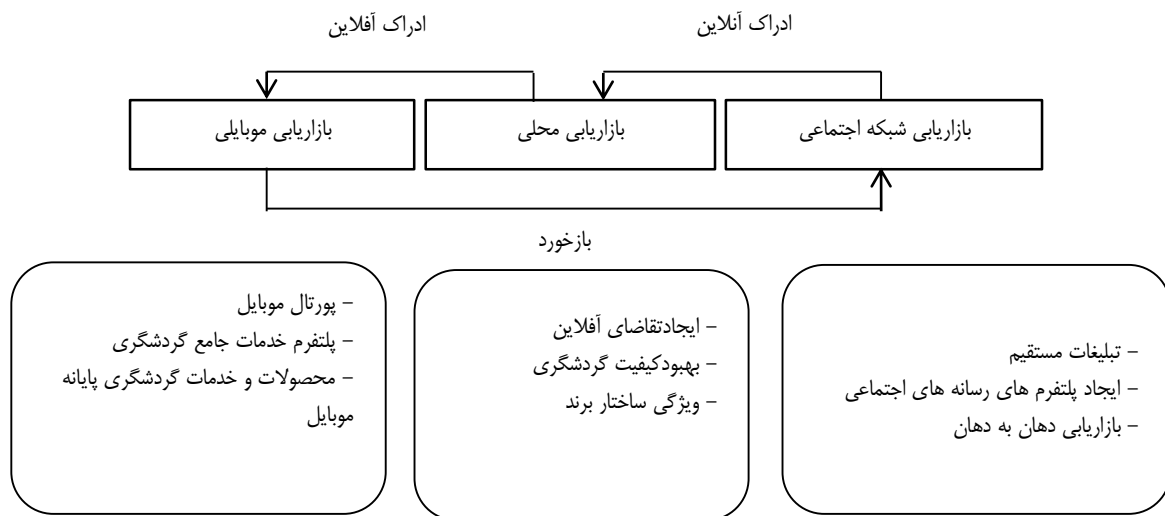 ادراک آنلاین
ادراک آفلاین
بازاریابی شبکه اجتماعی
بازاریابی محلی
بازاریابی موبایلی
بازخورد
- تبلیغات مستقیم
- ایجاد پلتفرم های رسانه های اجتماعی
- بازاریابی دهان به دهان
- ایجادتقاضای آفلاین
- بهبودکیفیت گردشگری
- ویژگی ساختار برند
- پورتال موبایل
- پلتفرم خدمات جامع گردشگری
- محصولات و خدمات گردشگری پایانه
موبایل